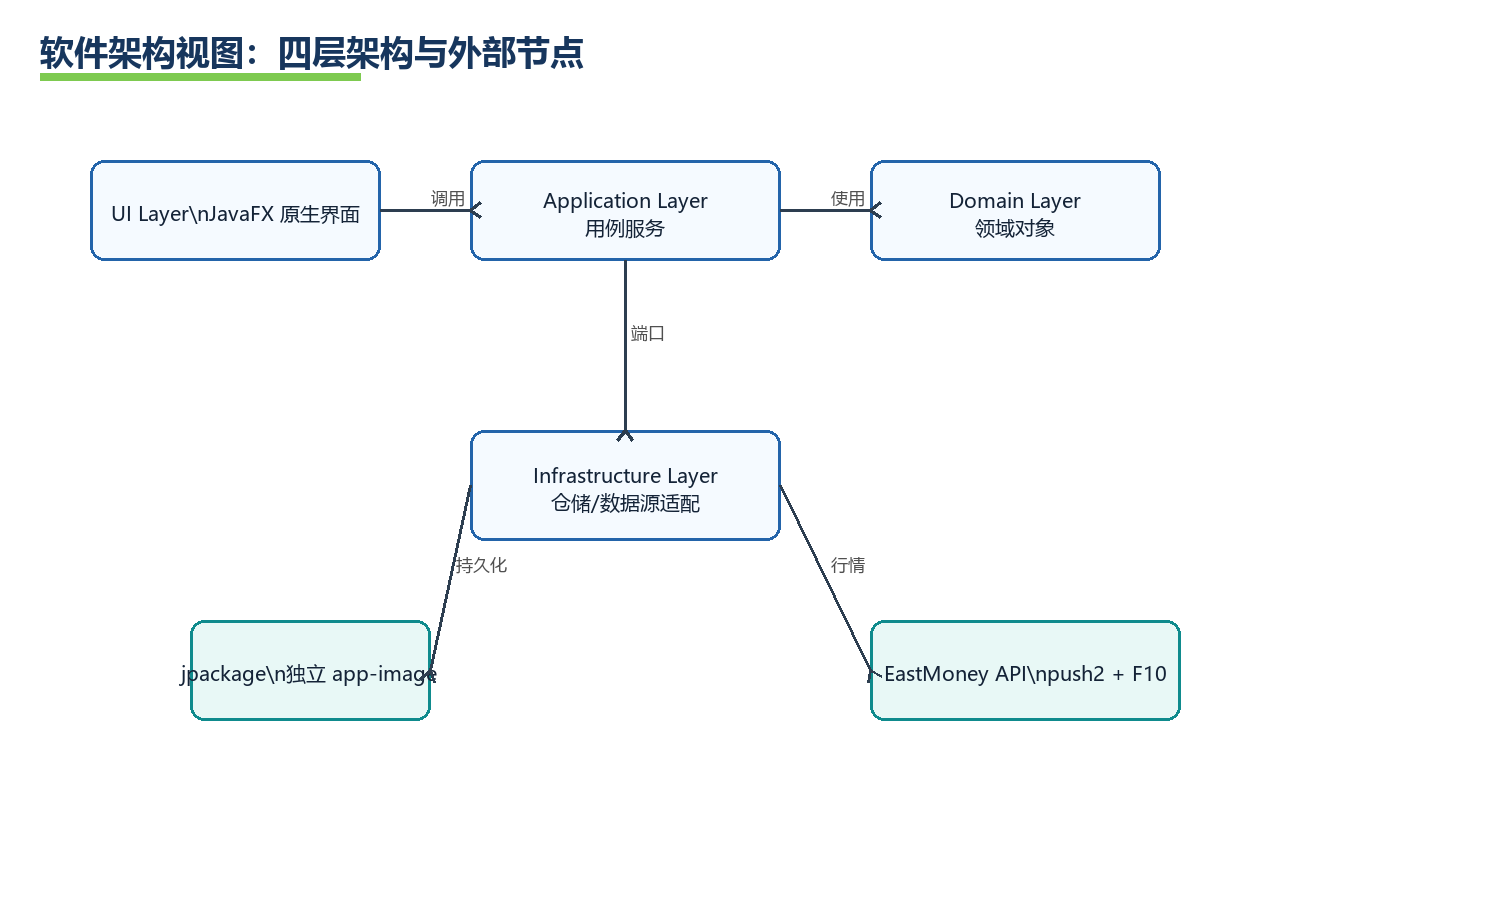 软件架构视图：四层架构与外部节点
UI Layer\nJavaFX 原生界面
调用
Application Layer
用例服务
使用
Domain Layer
领域对象
端口
Infrastructure Layer
仓储/数据源适配
持久化
行情
jpackage\n独立 app-image
EastMoney API\npush2 + F10